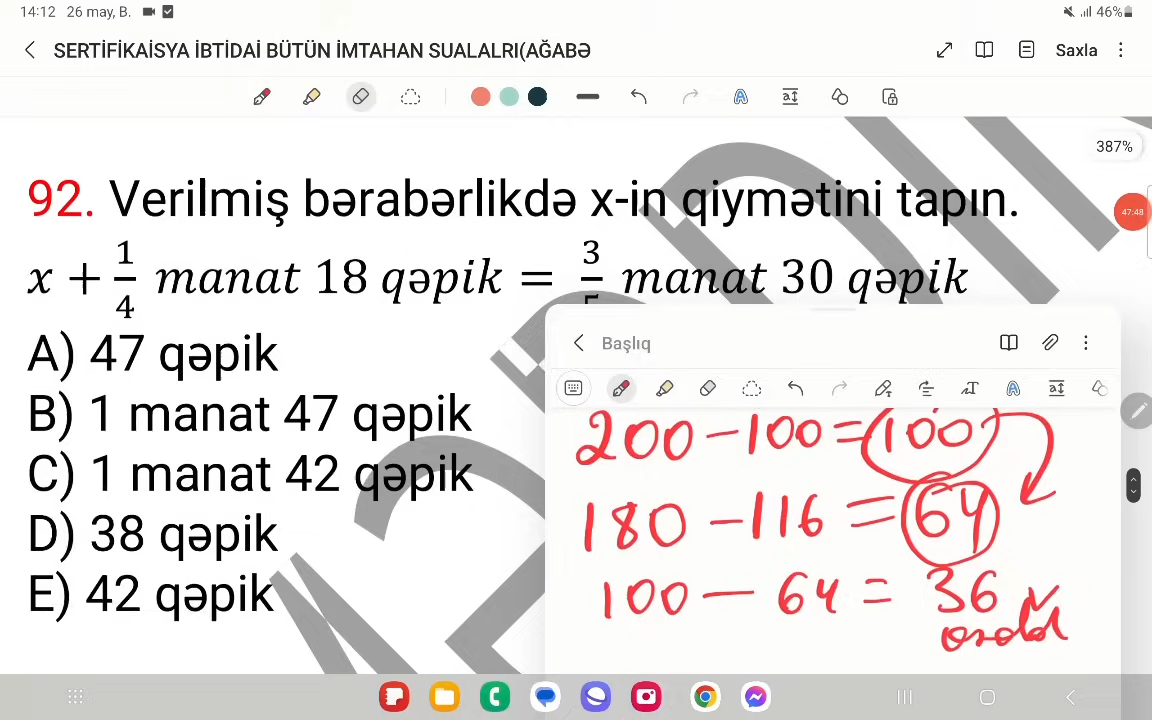 14:12 26 may, B. 46%
SERTİFİKAİSYA İBTİDAİ BÜTÜN İMTAHAN SUALALRI(AĞABƏ Saxla
387%
47:48
92. Verilmiş bərabərlikdə x-in qiymətini tapın.
x + 1/4 manat 18 qəpik = 3/5 manat 30 qəpik
A) 47 qəpik
B) 1 manat 47 qəpik
C) 1 manat 42 qəpik
D) 38 qəpik
E) 42 qəpik
Başlıq
200 - 100 = 100
180 - 116 = 64
100 - 64 = 36